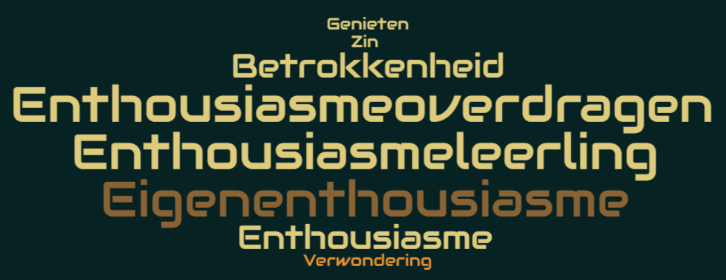 Genieten
Zin
Betrokkenheid
Enthousiasmeoverdragen
Enthousiasmeleerling
Eigenenthousiasme
Enthousiasme
Verwondering